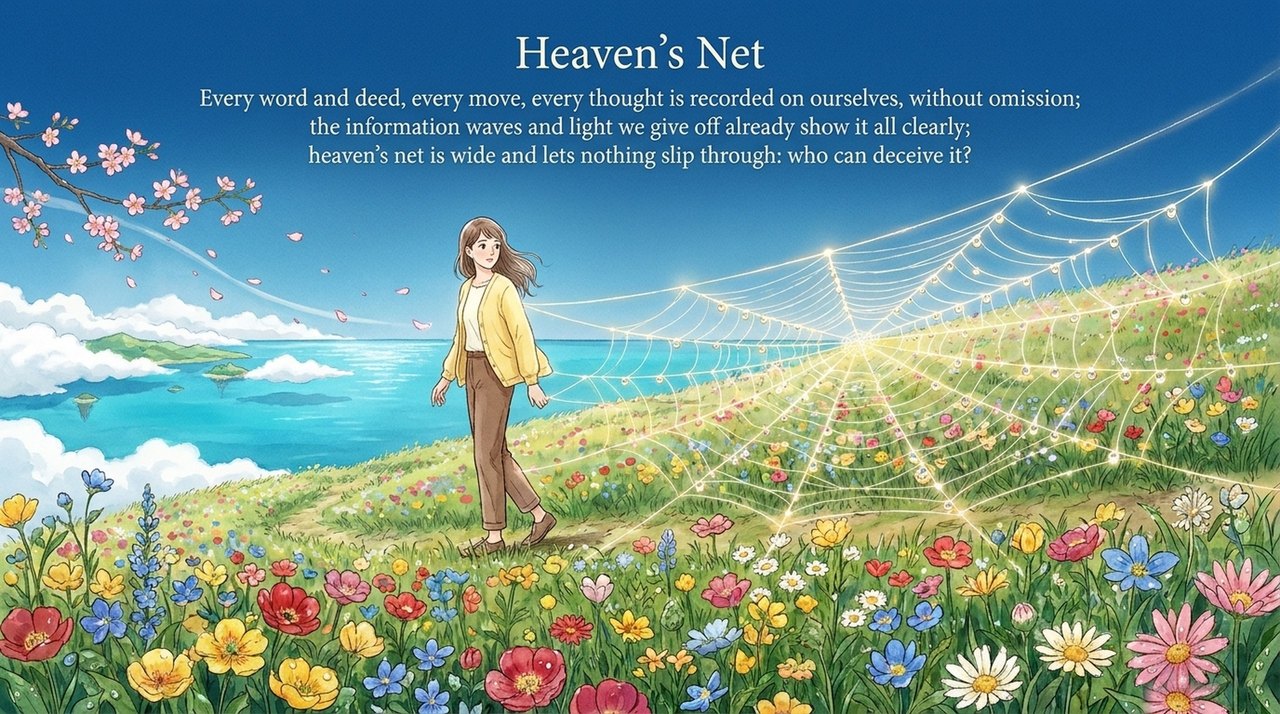 Heaven's Net
Every word and deed, every move, every thought is recorded on ourselves, without omission;
the information waves and light we give off already show it all clearly;
heaven's net is wide and lets nothing slip through: who can deceive it?